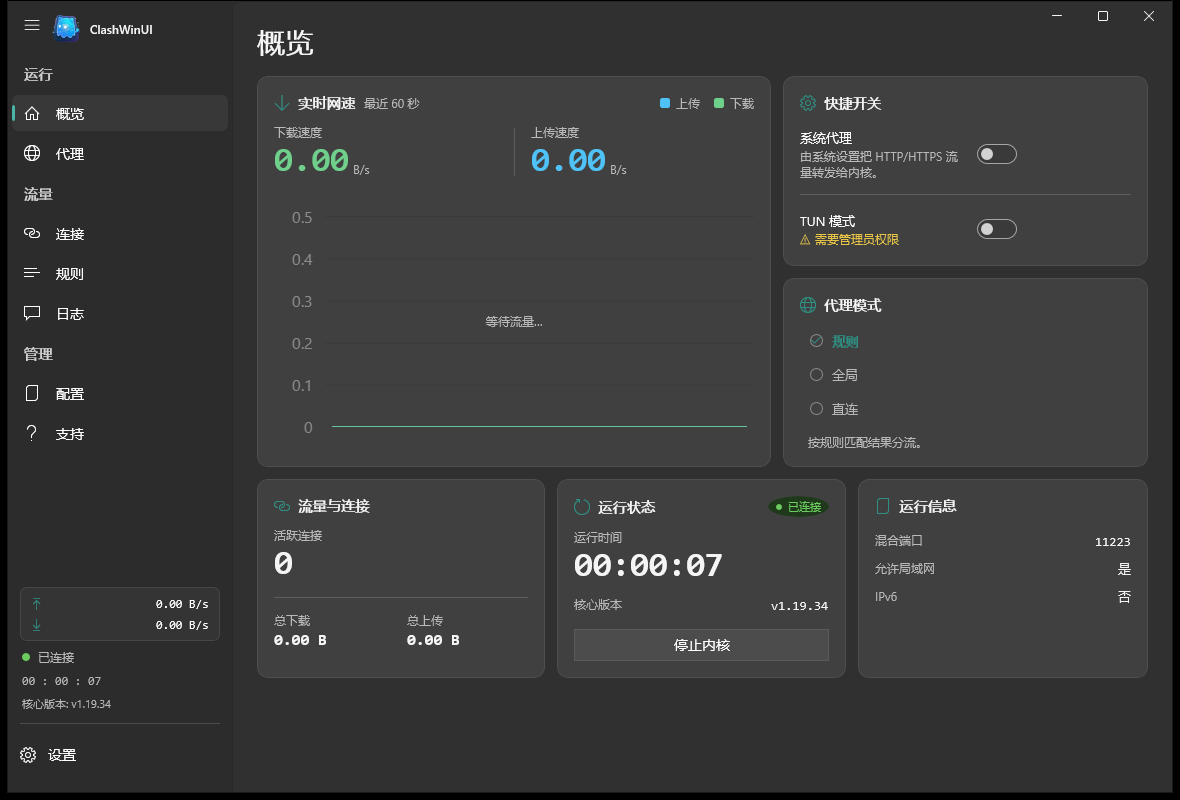 ClashWinUI
运行
概览
代理
流量
连接
规则
日志
管理
配置
支持
0.00 B/s
0.00 B/s
已连接
00 : 00 : 07
核心版本: v1.19.34
设置
概览
实时网速 最近 60 秒
上传 下载
下载速度
0.00 B/s
上传速度
0.00 B/s
0.5
0.4
0.3
等待流量...
0.2
0.1
0
快捷开关
系统代理
由系统设置把 HTTP/HTTPS 流
量转发给内核。
TUN 模式
⚠ 需要管理员权限
代理模式
规则
全局
直连
按规则匹配结果分流。
流量与连接
活跃连接
0
总下载
0.00 B
总上传
0.00 B
运行状态
已连接
运行时间
00:00:07
核心版本 v1.19.34
停止内核
运行信息
混合端口 11223
允许局域网 是
IPv6 否